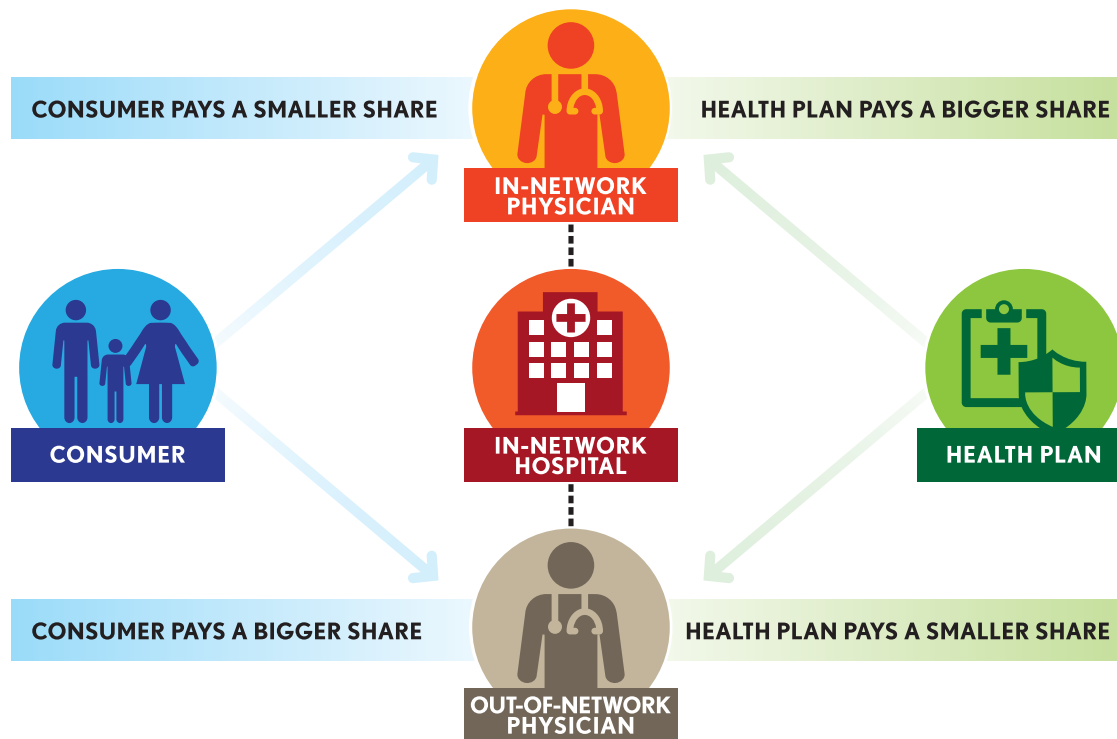 CONSUMER PAYS A SMALLER SHARE
HEALTH PLAN PAYS A BIGGER SHARE
IN-NETWORK
PHYSICIAN
CONSUMER
IN-NETWORK
HOSPITAL
HEALTH PLAN
CONSUMER PAYS A BIGGER SHARE
HEALTH PLAN PAYS A SMALLER SHARE
OUT-OF-NETWORK
PHYSICIAN